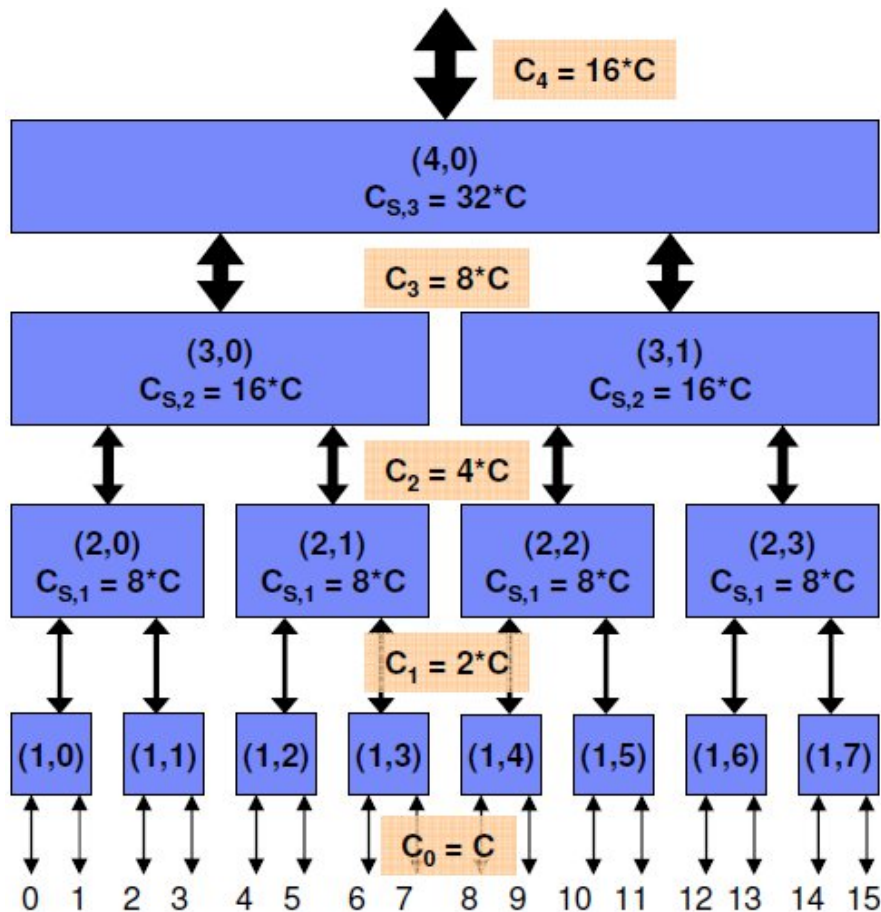 C4 = 16*C
(4,0)
CS,3 = 32*C
C3 = 8*C
(3,0)
CS,2 = 16*C
(3,1)
CS,2 = 16*C
C2 = 4*C
(2,0)
CS,1 = 8*C
(2,1)
CS,1 = 8*C
(2,2)
CS,1 = 8*C
(2,3)
CS,1 = 8*C
C1 = 2*C
(1,0) (1,1) (1,2) (1,3) (1,4) (1,5) (1,6) (1,7)
C0 = C
0 1 2 3 4 5 6 7 8 9 10 11 12 13 14 15